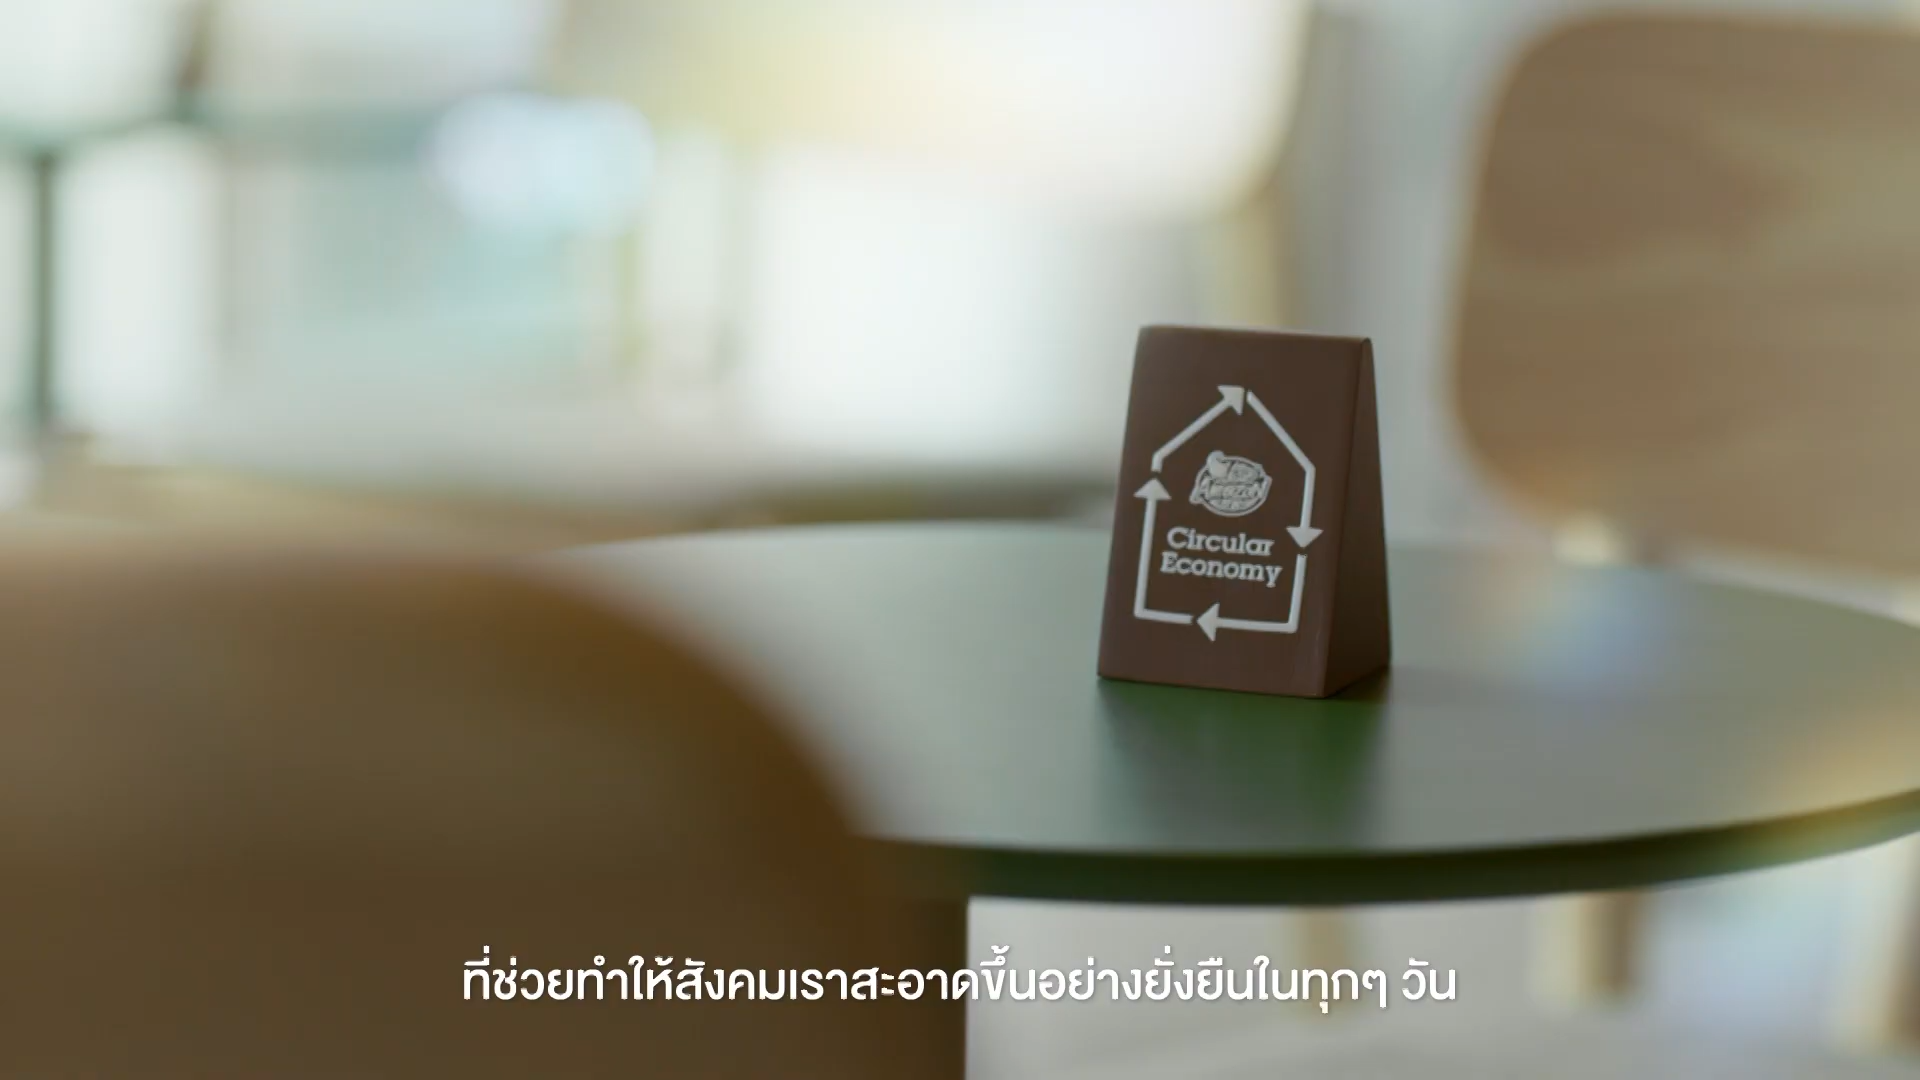 Café
Amazon
Circular
Economy
ที่ช่วยทำให้สังคมเราสะอาดขึ้นอย่างยั่งยืนในทุกๆ วัน